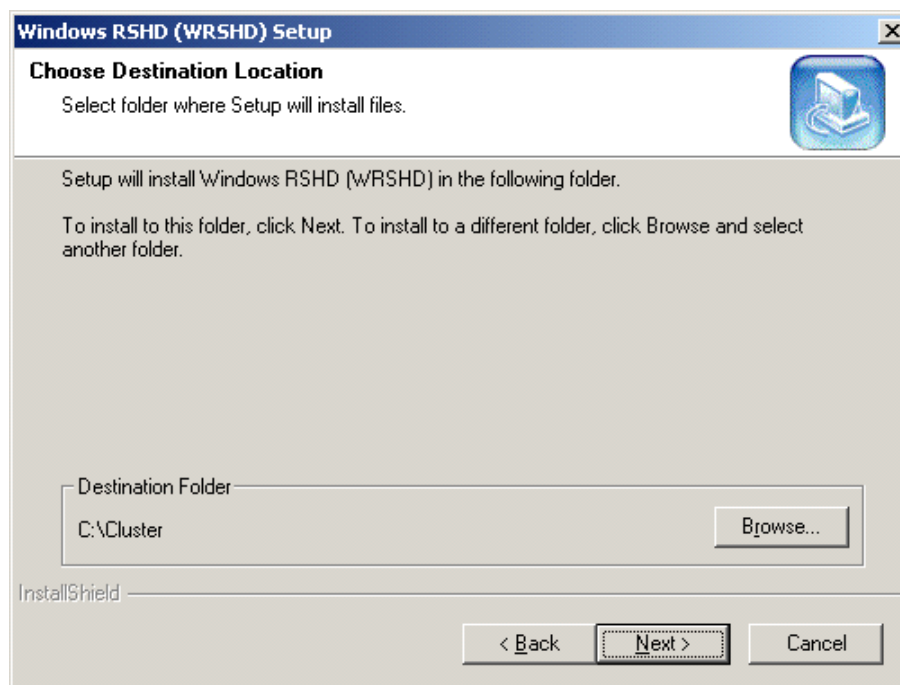 Windows RSHD (WRSHD) Setup
Choose Destination Location
Select folder where Setup will install files.
Setup will install Windows RSHD (WRSHD) in the following folder.
To install to this folder, click Next. To install to a different folder, click Browse and select
another folder.
Destination Folder
C:\Cluster
Browse...
InstallShield
< Back
Next >
Cancel